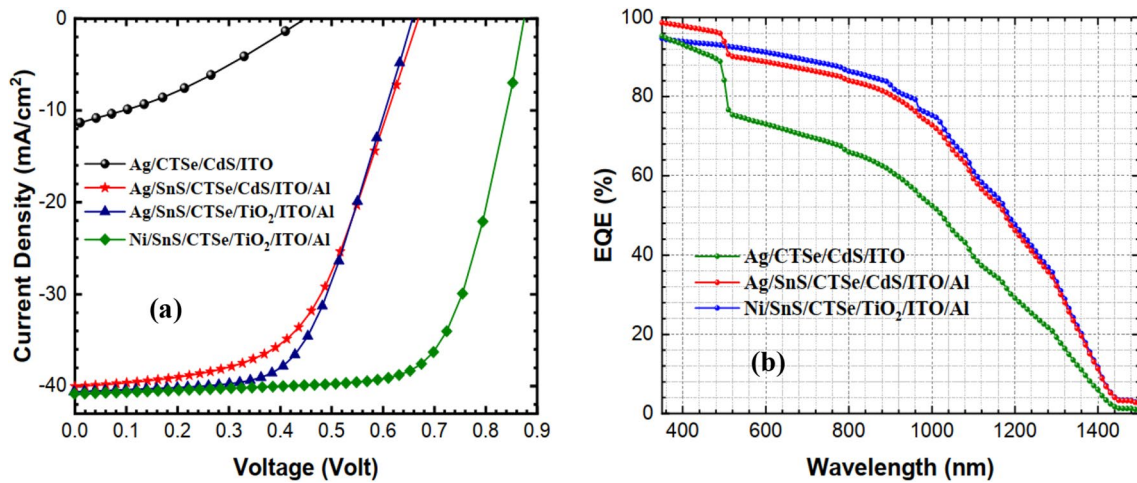 Current Density (mA/cm²)
0
-10
-20
-30
-40
Ag/CTSe/CdS/ITO
Ag/SnS/CTSe/CdS/ITO/Al
Ag/SnS/CTSe/TiO₂/ITO/Al
Ni/SnS/CTSe/TiO₂/ITO/Al
(a)
0.0 0.1 0.2 0.3 0.4 0.5 0.6 0.7 0.8 0.9
Voltage (Volt)
(b)
EQE (%)
100
80
60
40
20
0
Ag/CTSe/CdS/ITO
Ag/SnS/CTSe/CdS/ITO/Al
Ni/SnS/CTSe/TiO₂/ITO/Al
(b)
400 600 800 1000 1200 1400
Wavelength (nm)